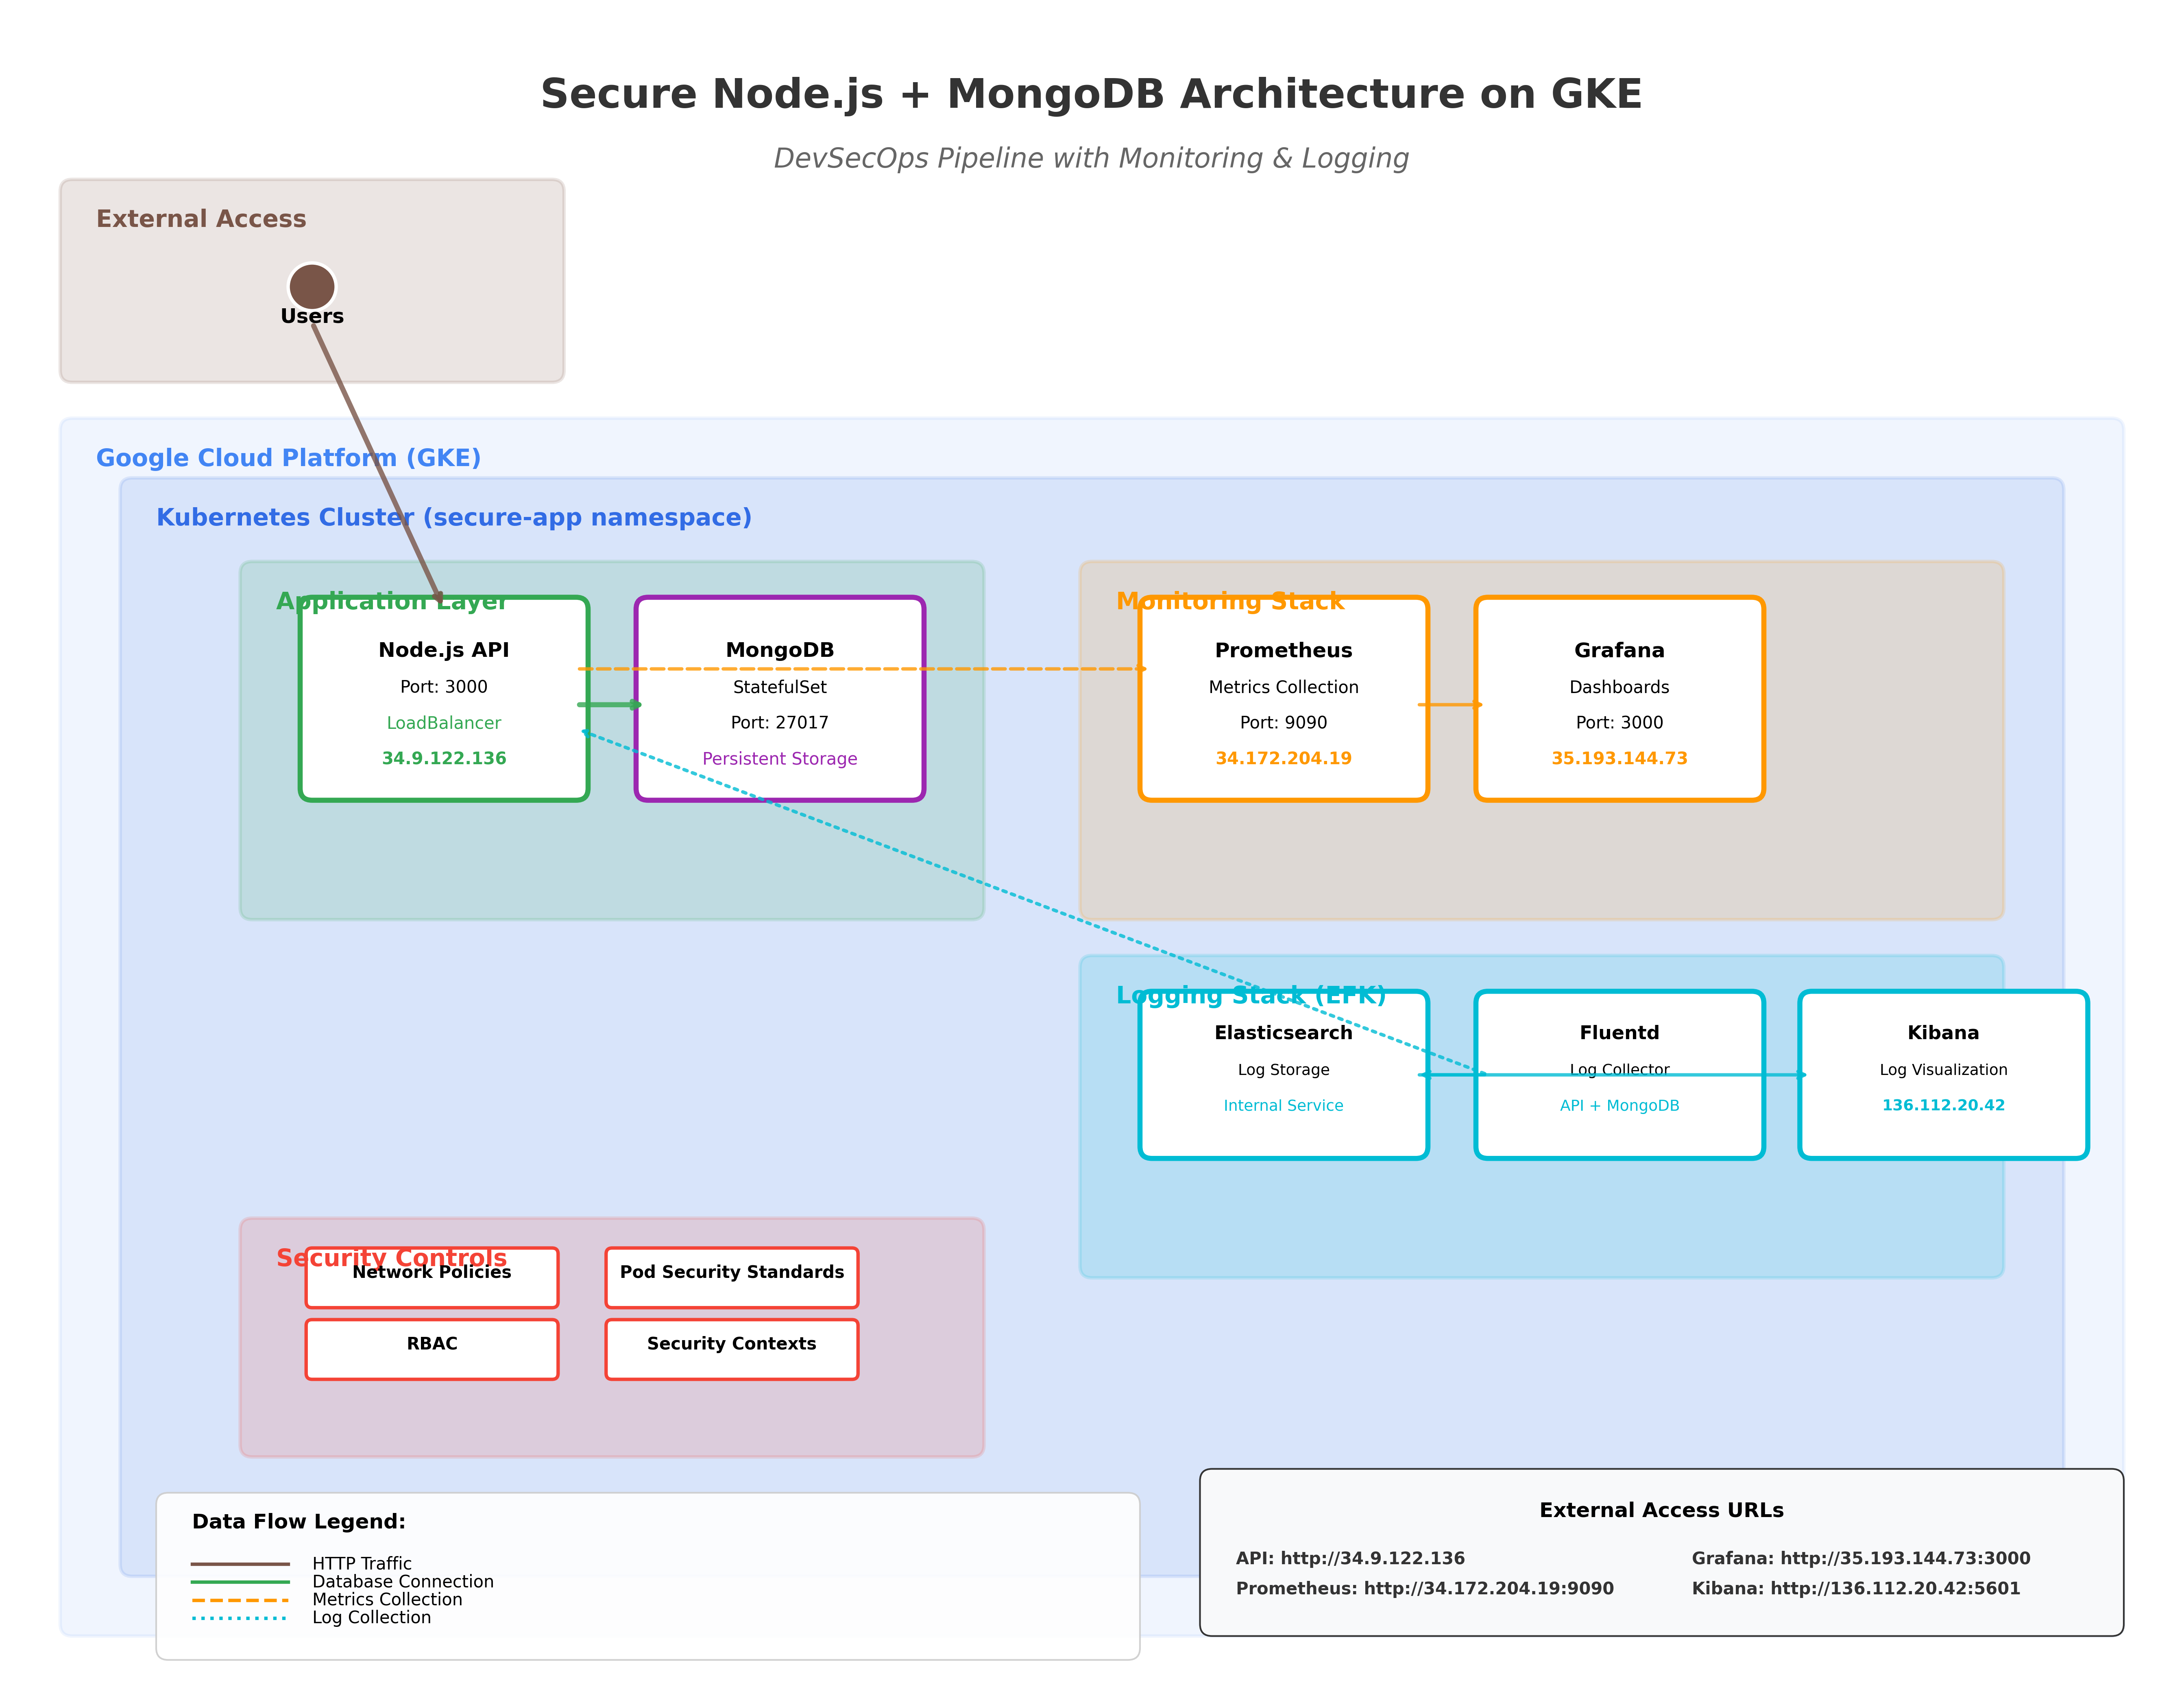 Secure Node.js + MongoDB Architecture on GKE
DevSecOps Pipeline with Monitoring & Logging
External Access
Users
Google Cloud Platform (GKE)
Kubernetes Cluster (secure-app namespace)
Application Layer
Node.js API
Port: 3000
LoadBalancer
34.9.122.136
MongoDB
StatefulSet
Port: 27017
Persistent Storage
Monitoring Stack
Prometheus
Metrics Collection
Port: 9090
34.172.204.19
Grafana
Dashboards
Port: 3000
35.193.144.73
Logging Stack (EFK)
Elasticsearch
Log Storage
Internal Service
Fluentd
Log Collector
API + MongoDB
Kibana
Log Visualization
136.112.20.42
Security Controls
Network Policies
Pod Security Standards
RBAC
Security Contexts
Data Flow Legend:
HTTP Traffic
Database Connection
Metrics Collection
Log Collection
External Access URLs
API: http://34.9.122.136
Grafana: http://35.193.144.73:3000
Prometheus: http://34.172.204.19:9090
Kibana: http://136.112.20.42:5601